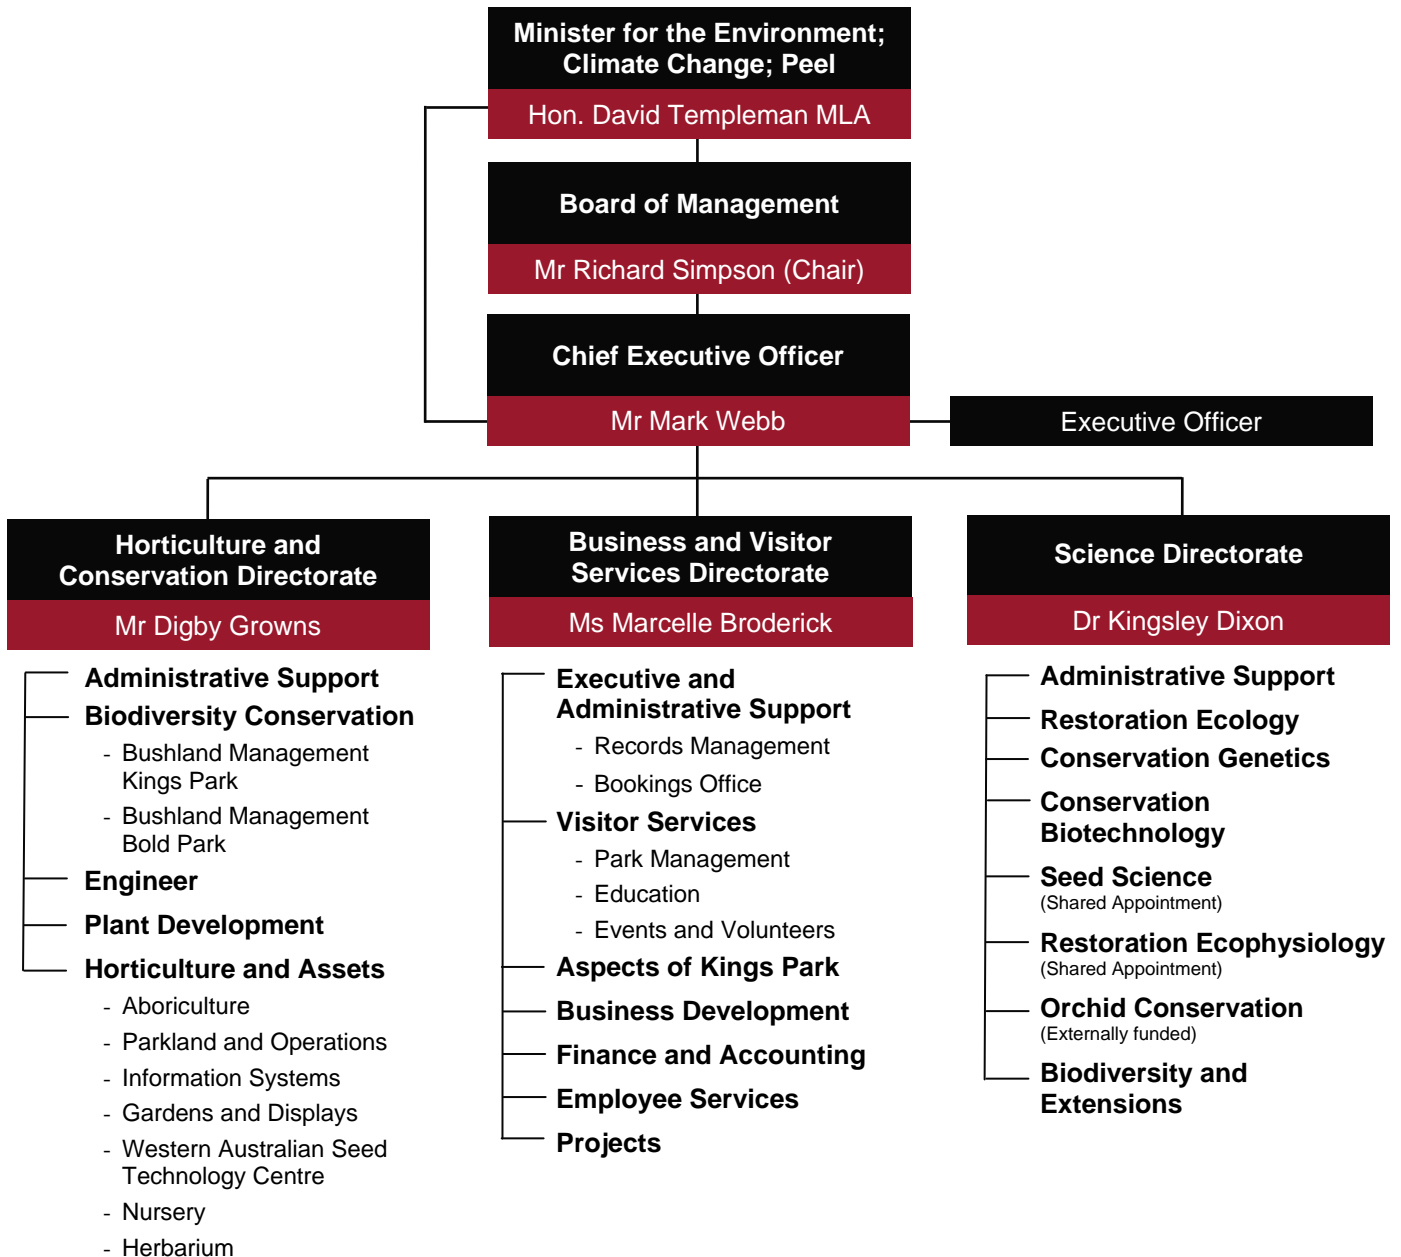 Minister for the Environment;
Climate Change; Peel
Hon. David Templeman MLA
Board of Management
Mr Richard Simpson (Chair)
Chief Executive Officer
Mr Mark Webb
Executive Officer
Horticulture and
Conservation Directorate
Mr Digby Growns
Administrative Support
Biodiversity Conservation
- Bushland Management
Kings Park
- Bushland Management
Bold Park
Engineer
Plant Development
Horticulture and Assets
- Aboriculture
- Parkland and Operations
- Information Systems
- Gardens and Displays
- Western Australian Seed
Technology Centre
- Nursery
- Herbarium
Business and Visitor
Services Directorate
Ms Marcelle Broderick
Executive and
Administrative Support
- Records Management
- Bookings Office
Visitor Services
- Park Management
- Education
- Events and Volunteers
Aspects of Kings Park
Business Development
Finance and Accounting
Employee Services
Projects
Science Directorate
Dr Kingsley Dixon
Administrative Support
Restoration Ecology
Conservation Genetics
Conservation
Biotechnology
Seed Science
(Shared Appointment)
Restoration Ecophysiology
(Shared Appointment)
Orchid Conservation
(Externally funded)
Biodiversity and
Extensions